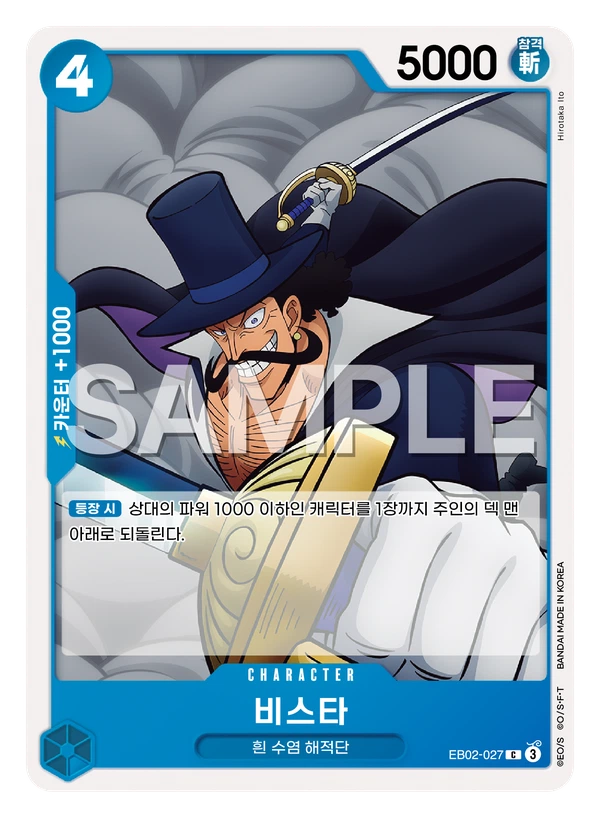 4
5000
참격
斬
Hirotaka Ito
카운터 +1000
SAMPLE
등장 시 상대의 파워 1000 이하인 캐릭터를 1장까지 주인의 덱 맨
아래로 되돌린다.
CHARACTER
비스타
흰 수염 해적단
EB02-027 C 3
©EO/S ©O/S·F·T BANDAI MADE IN KOREA